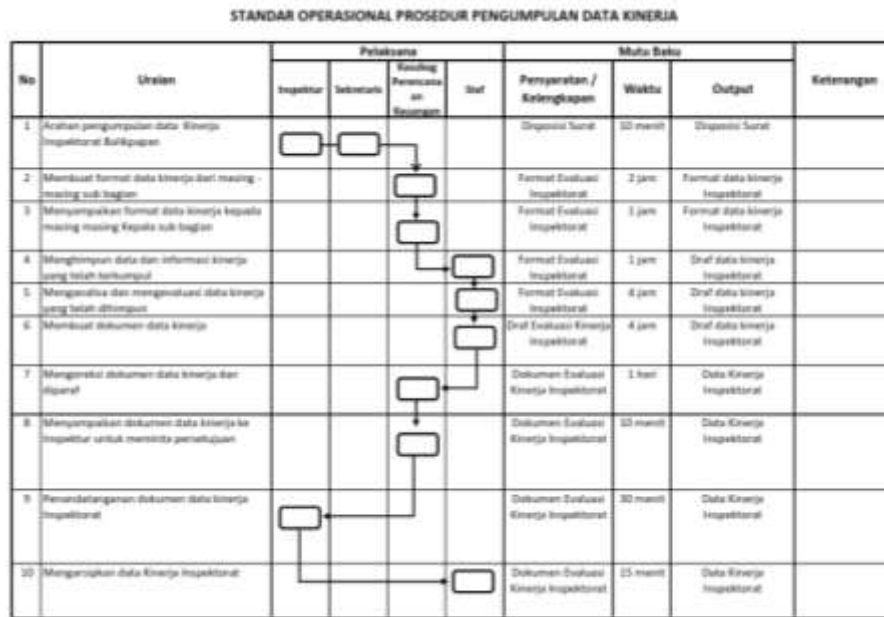 STANDAR OPERASIONAL PROSEDUR PENGUMPULAN DATA KINERJA
No
Uraian
Pelaksana
Mutu Baku
Keterangan
Inspektur
Sekretaris
Kasubag
Perencana
an
Keuangan
Staf
Persyaratan /
Kelengkapan
Waktu
Output
1
Arahan pengumpulan data Kinerja
Inspektorat Balikpapan
Disposisi Surat
10 menit
Disposisi Surat
2
Membuat format data kinerja dari masing -
masing sub bagian
Format Evaluasi
Inspektorat
2 jam
Format data kinerja
Inspektorat
3
Menyampaikan format data kinerja kepada
masing masing Kepala sub bagian
Format Evaluasi
Inspektorat
1 jam
Format data kinerja
Inspektorat
4
Menghimpun data dan informasi kinerja
yang telah terkumpul
Format Evaluasi
Inspektorat
1 jam
Draf data kinerja
Inspektorat
5
Menganalisa dan mengevaluasi data kinerja
yang telah dihimpun
Format Evaluasi
Inspektorat
4 jam
Draf data kinerja
Inspektorat
6
Membuat dokumen data kinerja
Draf Evaluasi Kinerja
Inspektorat
4 jam
Draf data kinerja
Inspektorat
7
Mengoreksi dokumen data kinerja dan
diparaf
Dokumen Evaluasi
Kinerja Inspektorat
1 hari
Data Kinerja
Inspektorat
8
Menyampaikan dokumen data kinerja ke
Inspektur untuk meminta persetujuan
Dokumen Evaluasi
Kinerja Inspektorat
10 menit
Data Kinerja
Inspektorat
9
Penandatanganan dokumen data kinerja
Inspektorat
Dokumen Evaluasi
Kinerja Inspektorat
30 menit
Data Kinerja
Inspektorat
10
Mengarsipkan data Kinerja Inspektorat
Dokumen Evaluasi
Kinerja Inspektorat
15 menit
Data Kinerja
Inspektorat